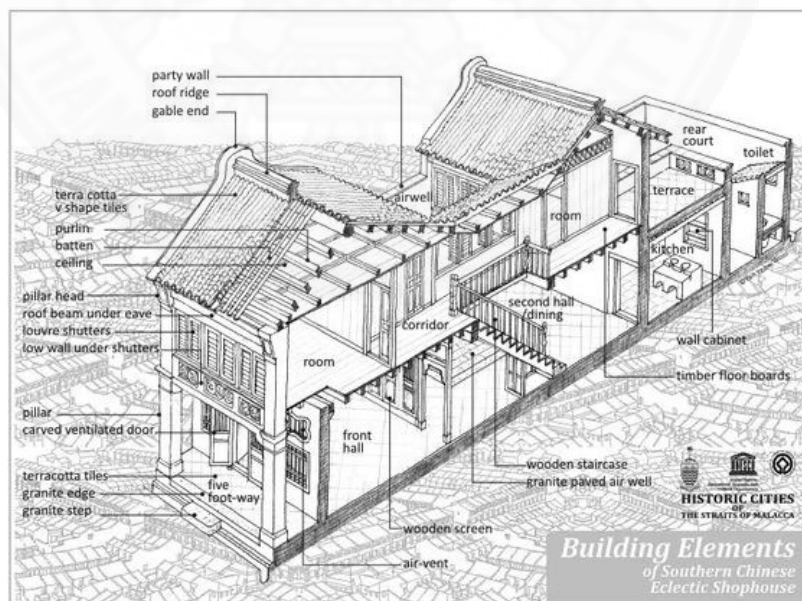 party wall
roof ridge
gable end
terra cotta
v shape tiles
purlin
batten
ceiling
pillar head
roof beam under eave
louvre shutters
low wall under shutters
pillar
carved ventilated door
terracotta tiles
granite edge
granite step
airwell
room
corridor
room
front
hall
five
foot-way
second hall
/dining
kitchen
terrace
rear
court
toilet
wall cabinet
timber floor boards
wooden staircase
granite paved air well
wooden screen
air-vent
HISTORIC CITIES
OF
THE STRAITS OF MALACCA
Building Elements
of Southern Chinese
Eclectic Shophouse